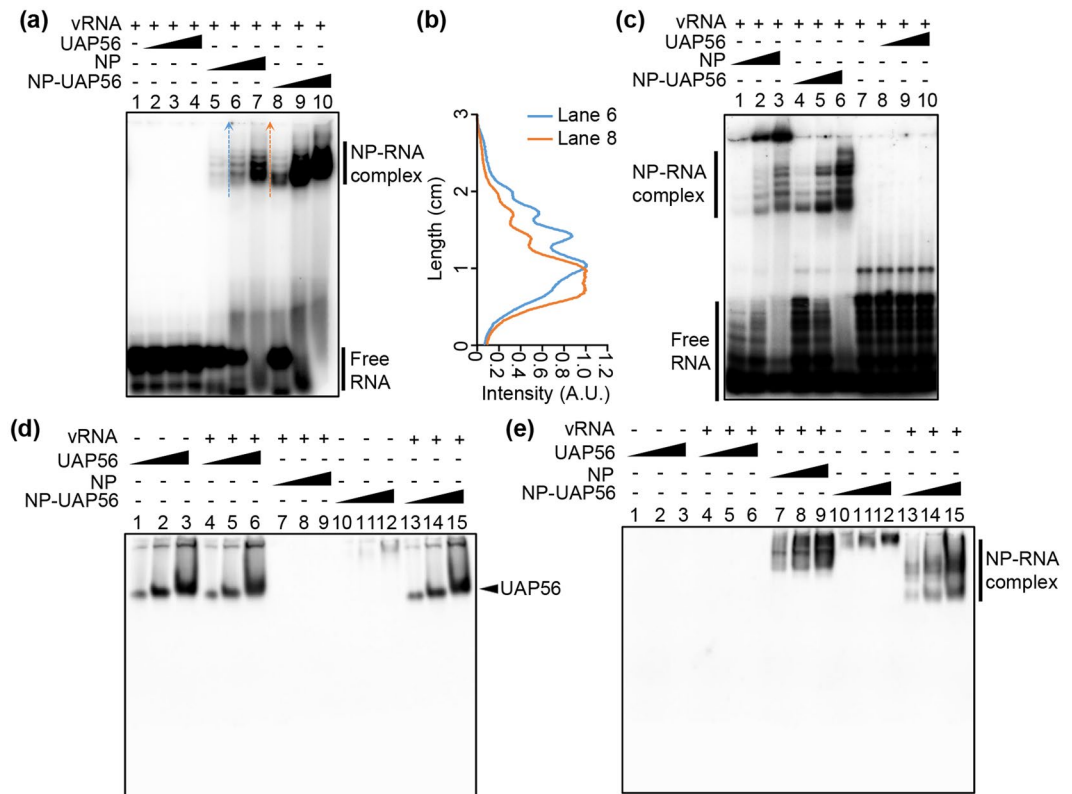 (a)
vRNA + + + + + + + + + +
UAP56 - - - - - - -
NP - - - - - - -
NP-UAP56 - - - - - - -
1 2 3 4 5 6 7 8 9 10
NP-RNA
complex
Free
RNA
(b)
3
2
1
0
Length (cm)
Lane 6
Lane 8
0.2 0.4 0.6 0.8 1.0 1.2
Intensity (A.U.)
(c)
vRNA + + + + + + + + + +
UAP56 - - - - - - -
NP - - - - - - -
NP-UAP56 - - - - - - -
1 2 3 4 5 6 7 8 9 10
NP-RNA
complex
Free
RNA
(d)
vRNA - - - + + + + + + - - - + + +
UAP56 - - - - - - - - -
NP - - - - - - - - - - - -
NP-UAP56 - - - - - - - - -
1 2 3 4 5 6 7 8 9 10 11 12 13 14 15
UAP56
(e)
vRNA - - - + + + + + + - - - + + +
UAP56 - - - - - - - - -
NP - - - - - - - - - - - -
NP-UAP56 - - - - - - - - -
1 2 3 4 5 6 7 8 9 10 11 12 13 14 15
NP-RNA
complex